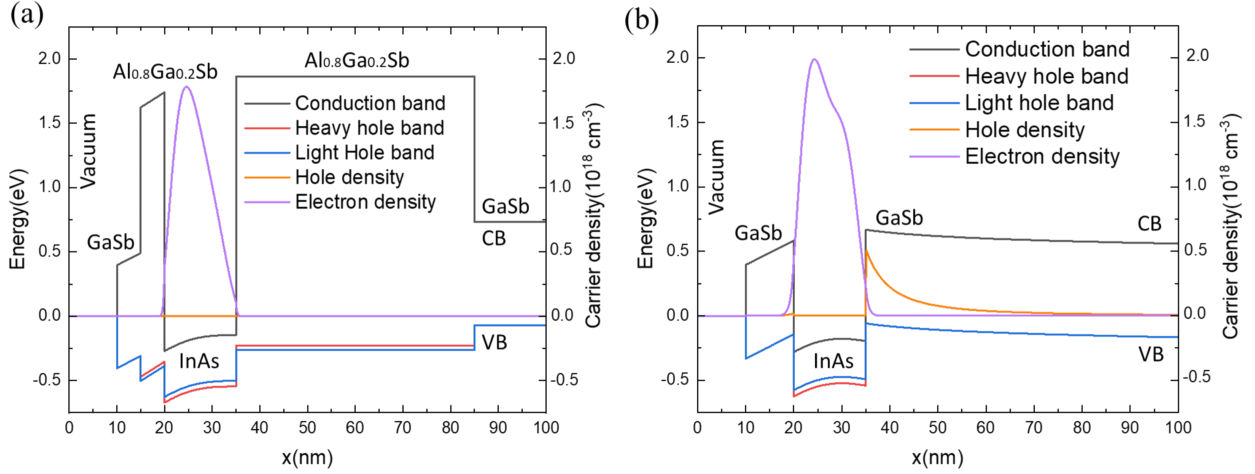 (a)
2.0
1.5
1.0
0.5
0.0
-0.5
Energy(eV)
Vacuum
Al0.8Ga0.2Sb
Al0.8Ga0.2Sb
Conduction band
Heavy hole band
Light Hole band
Hole density
Electron density
GaSb
GaSb
CB
VB
InAs
2.0
1.5
1.0
0.5
0.0
-0.5
Carrier density(10¹⁸ cm⁻³)
0 10 20 30 40 50 60 70 80 90 100
x(nm)
(b)
2.0
1.5
1.0
0.5
0.0
-0.5
Energy(eV)
Vacuum
Conduction band
Heavy hole band
Light hole band
Hole density
Electron density
GaSb
GaSb
CB
VB
InAs
2.0
1.5
1.0
0.5
0.0
-0.5
Carrier density(10¹⁸ cm⁻³)
0 10 20 30 40 50 60 70 80 90 100
x(nm)